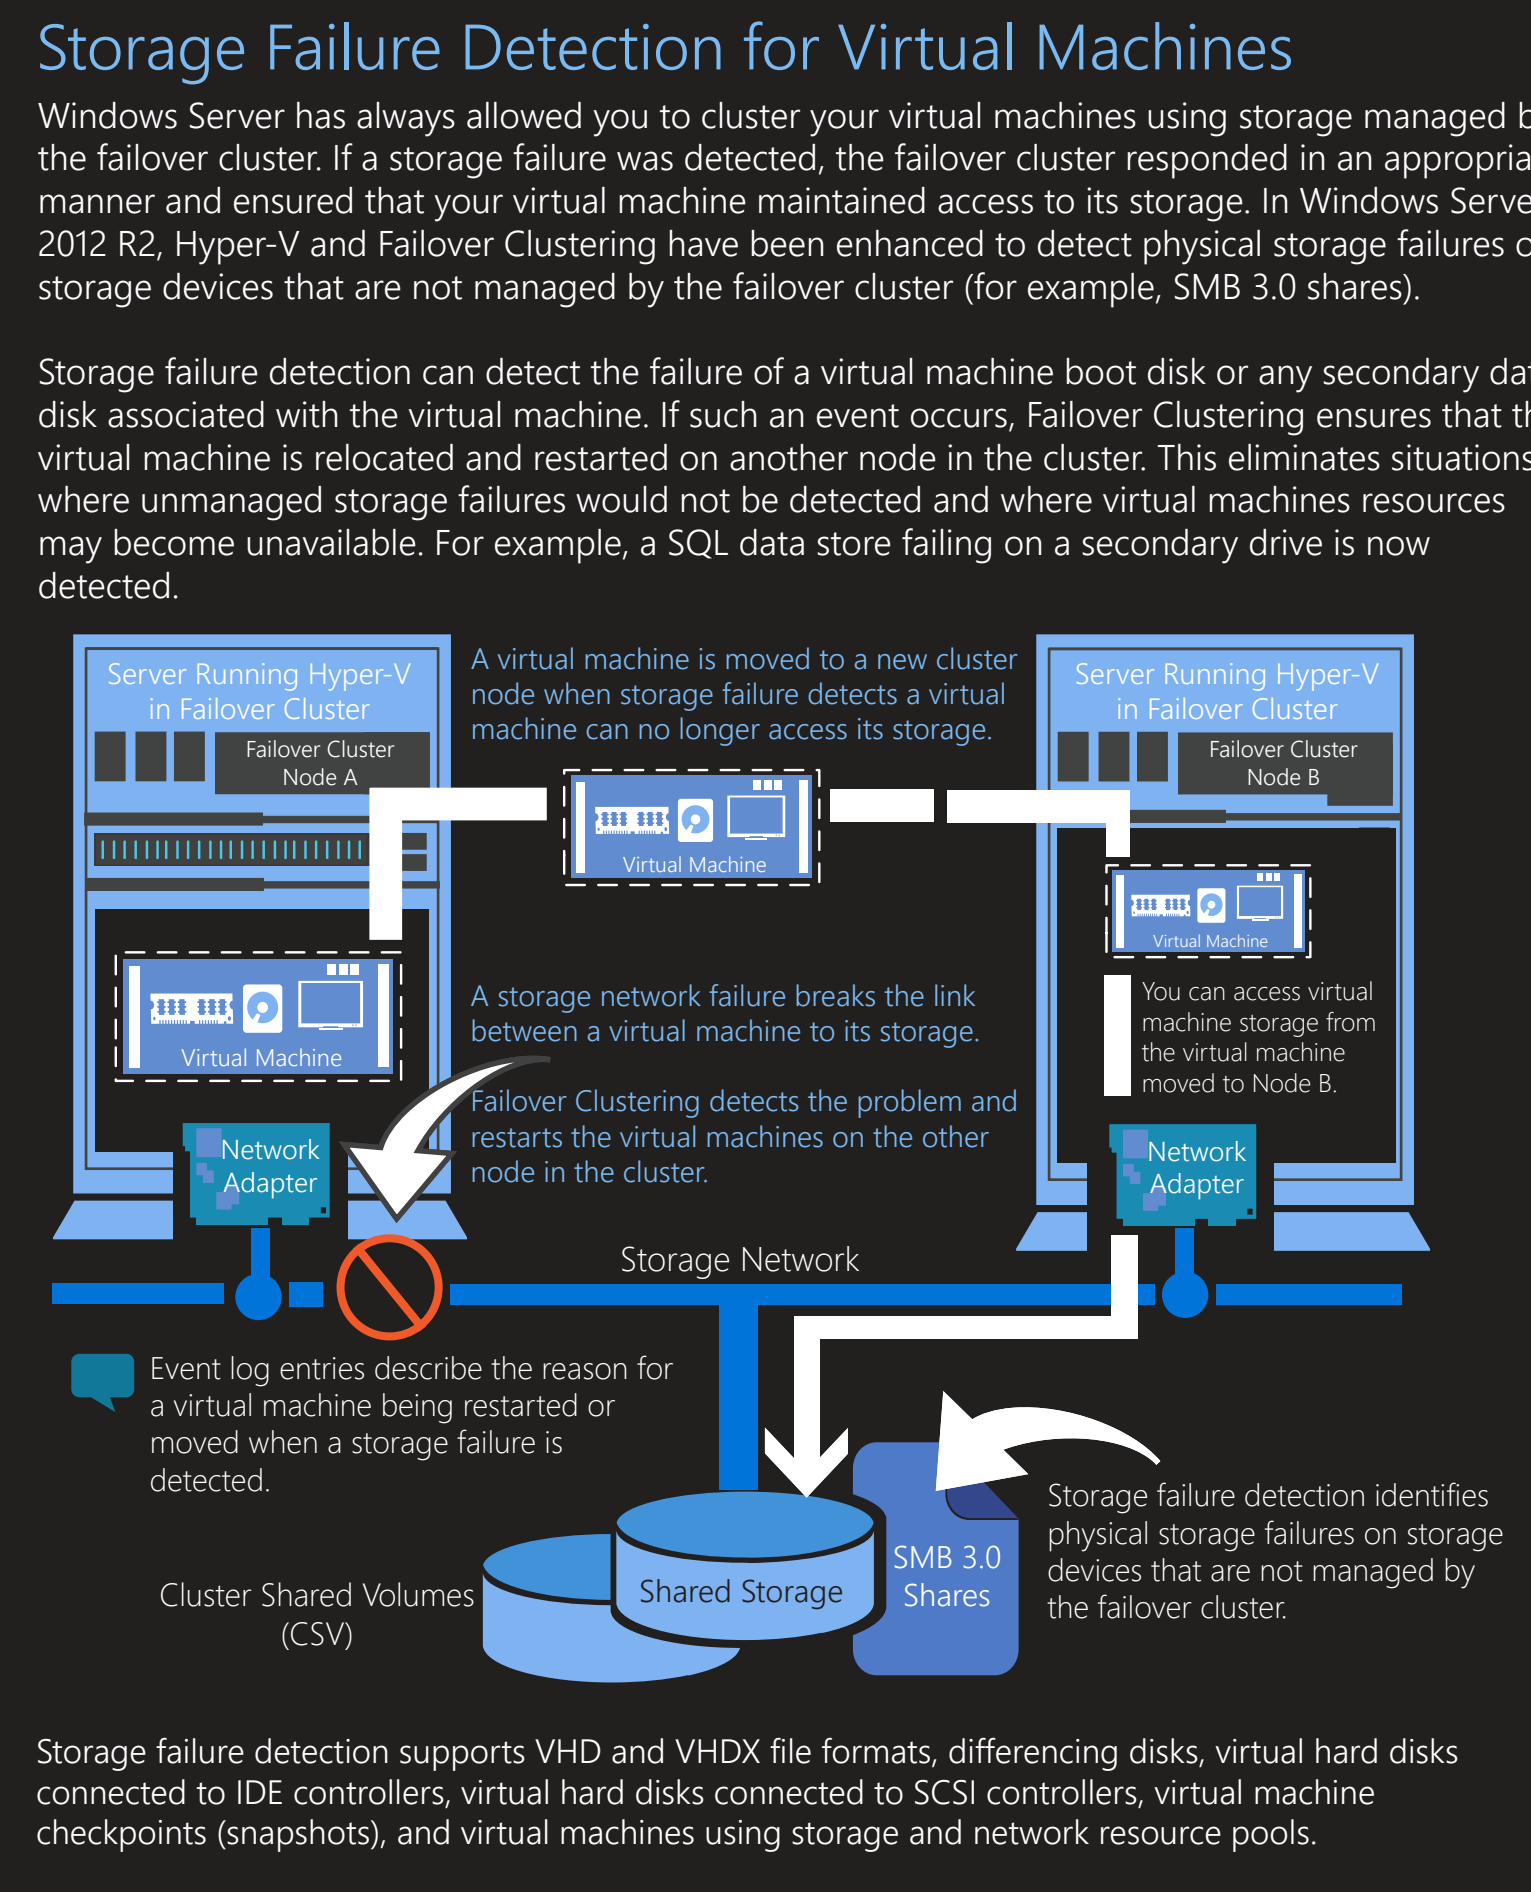 Storage Failure Detection for Virtual Machines
Windows Server has always allowed you to cluster your virtual machines using storage managed b
the failover cluster. If a storage failure was detected, the failover cluster responded in an appropria
manner and ensured that your virtual machine maintained access to its storage. In Windows Serve
2012 R2, Hyper-V and Failover Clustering have been enhanced to detect physical storage failures o
storage devices that are not managed by the failover cluster (for example, SMB 3.0 shares).
Storage failure detection can detect the failure of a virtual machine boot disk or any secondary dat
disk associated with the virtual machine. If such an event occurs, Failover Clustering ensures that th
virtual machine is relocated and restarted on another node in the cluster. This eliminates situations
where unmanaged storage failures would not be detected and where virtual machines resources
may become unavailable. For example, a SQL data store failing on a secondary drive is now
detected.
Server Running Hyper-V
in Failover Cluster
Failover Cluster
Node A
A virtual machine is moved to a new cluster
node when storage failure detects a virtual
machine can no longer access its storage.
Server Running Hyper-V
in Failover Cluster
Failover Cluster
Node B
Virtual Machine
Virtual Machine
Virtual Machine
A storage network failure breaks the link
between a virtual machine to its storage.
You can access virtual
machine storage from
the virtual machine
moved to Node B.
Failover Clustering detects the problem and
restarts the virtual machines on the other
node in the cluster.
Network
Adapter
Network
Adapter
Storage Network
Event log entries describe the reason for
a virtual machine being restarted or
moved when a storage failure is
detected.
Storage failure detection identifies
physical storage failures on storage
devices that are not managed by
the failover cluster.
Cluster Shared Volumes
(CSV)
Shared Storage
SMB 3.0
Shares
Storage failure detection supports VHD and VHDX file formats, differencing disks, virtual hard disks
connected to IDE controllers, virtual hard disks connected to SCSI controllers, virtual machine
checkpoints (snapshots), and virtual machines using storage and network resource pools.